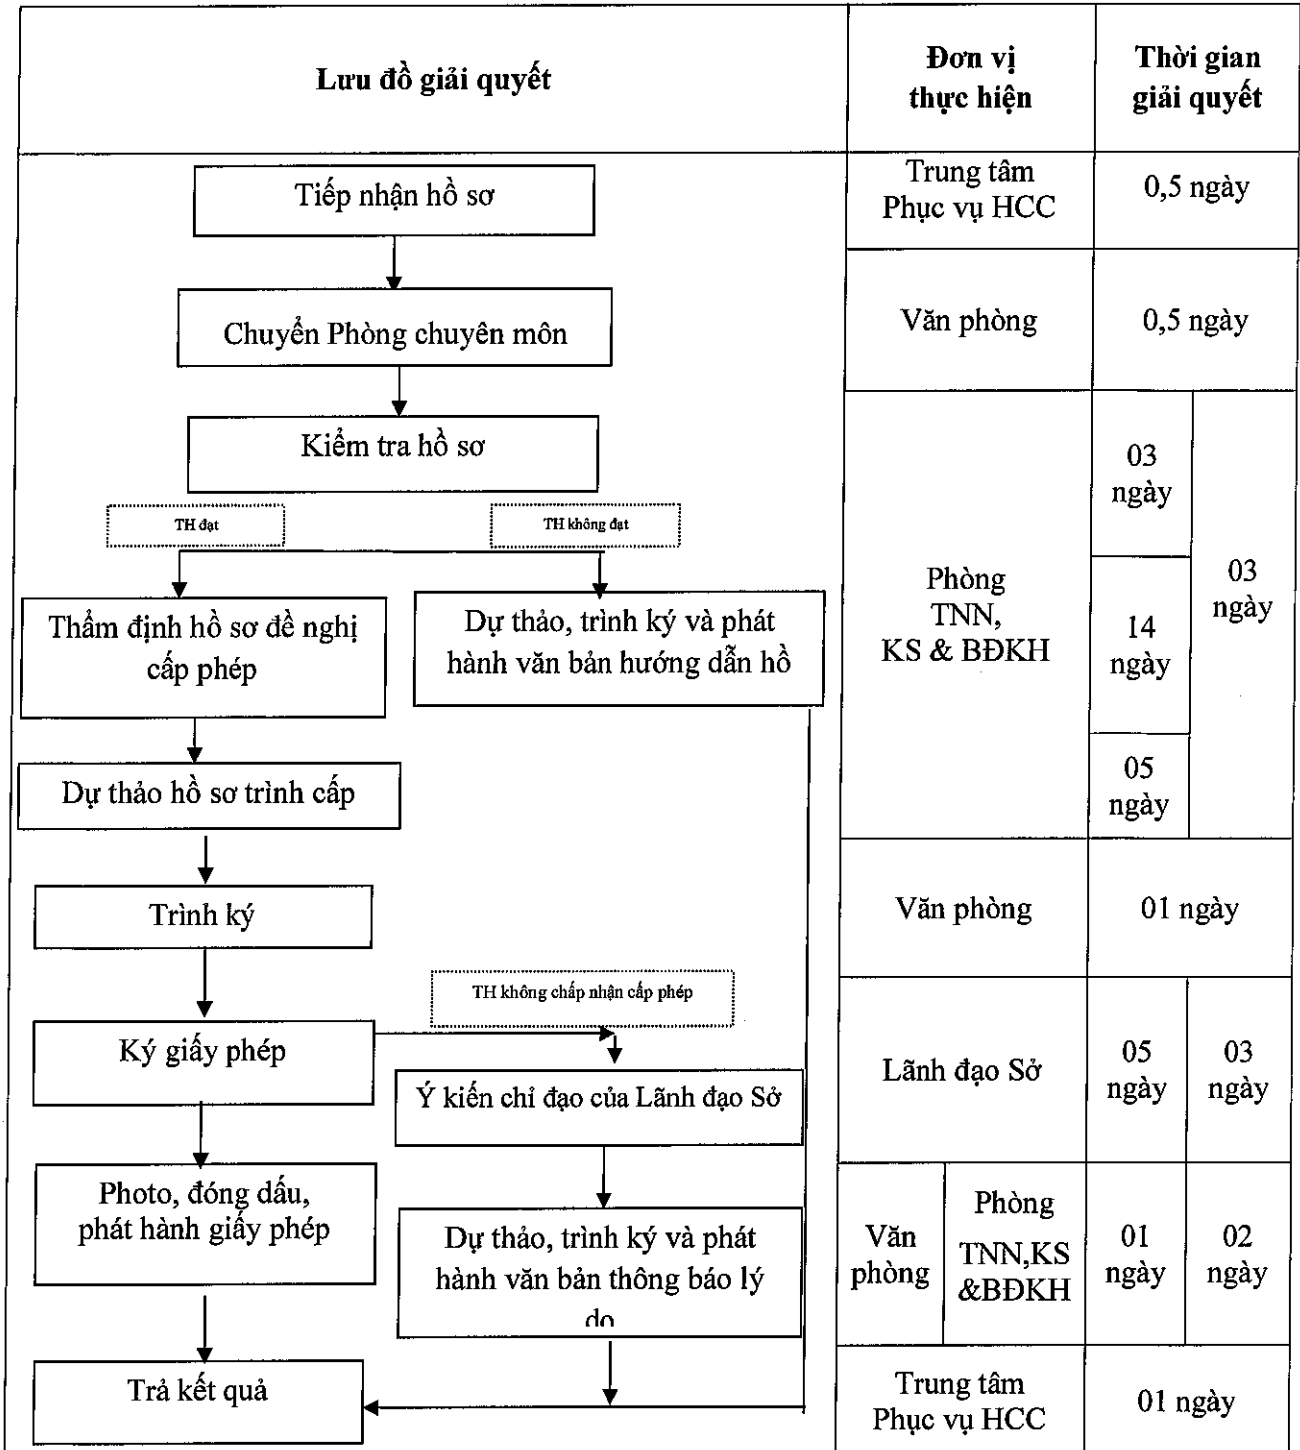 Lưu đồ giải quyết
Đơn vị
thực hiện
Thời gian
giải quyết
Tiếp nhận hồ sơ
Trung tâm
Phục vụ HCC
0,5 ngày
Chuyển Phòng chuyên môn
Văn phòng
0,5 ngày
Kiểm tra hồ sơ
TH đạt
TH không đạt
Thẩm định hồ sơ đề nghị
cấp phép
Dự thảo, trình ký và phát
hành văn bản hướng dẫn hồ
Dự thảo hồ sơ trình cấp
Phòng
TNN,
KS & BĐKH
03
ngày
14
ngày
05
ngày
03
ngày
Trình ký
Văn phòng
01 ngày
TH không chấp nhận cấp phép
Ký giấy phép
Ý kiến chỉ đạo của Lãnh đạo Sở
Lãnh đạo Sở
05
ngày
03
ngày
Photo, đóng dấu,
phát hành giấy phép
Dự thảo, trình ký và phát
hành văn bản thông báo lý
do
Văn
phòng
Phòng
TNN,KS
&BĐKH
01
ngày
02
ngày
Trả kết quả
Trung tâm
Phục vụ HCC
01 ngày